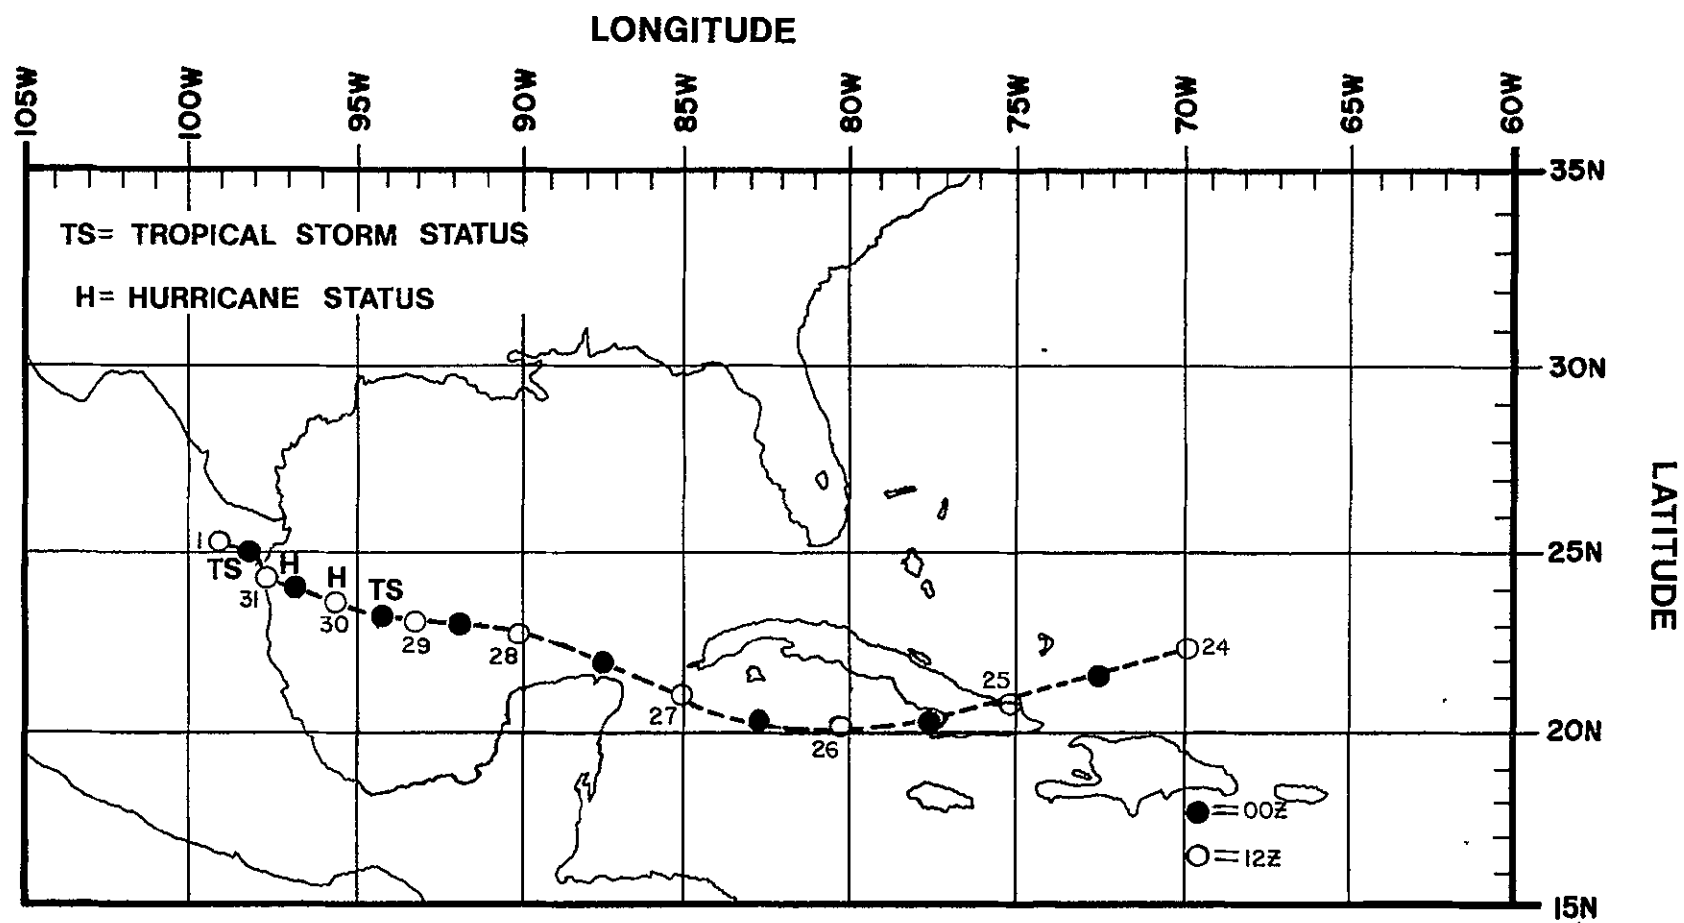 LONGITUDE
105W 100W 95W 90W 85W 80W 75W 70W 65W 60W
35N
TS= TROPICAL STORM STATUS
H= HURRICANE STATUS
30N
LATITUDE
1
25N
TS H H TS
31
30
29
28
24
25
27
26
20N
=00Z
=12Z
15N